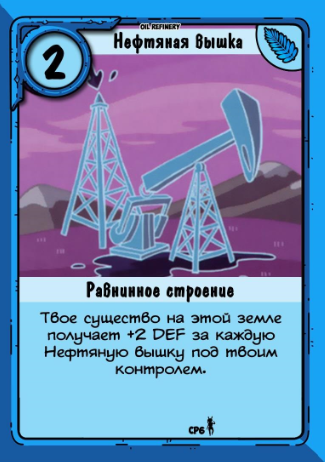 OIL REFINERY
Нефтяная вышка
2
Равнинное строение
Твое существо на этой земле
получает +2 DEF за каждую
Нефтяную вышку под твоим
контролем.
СР6